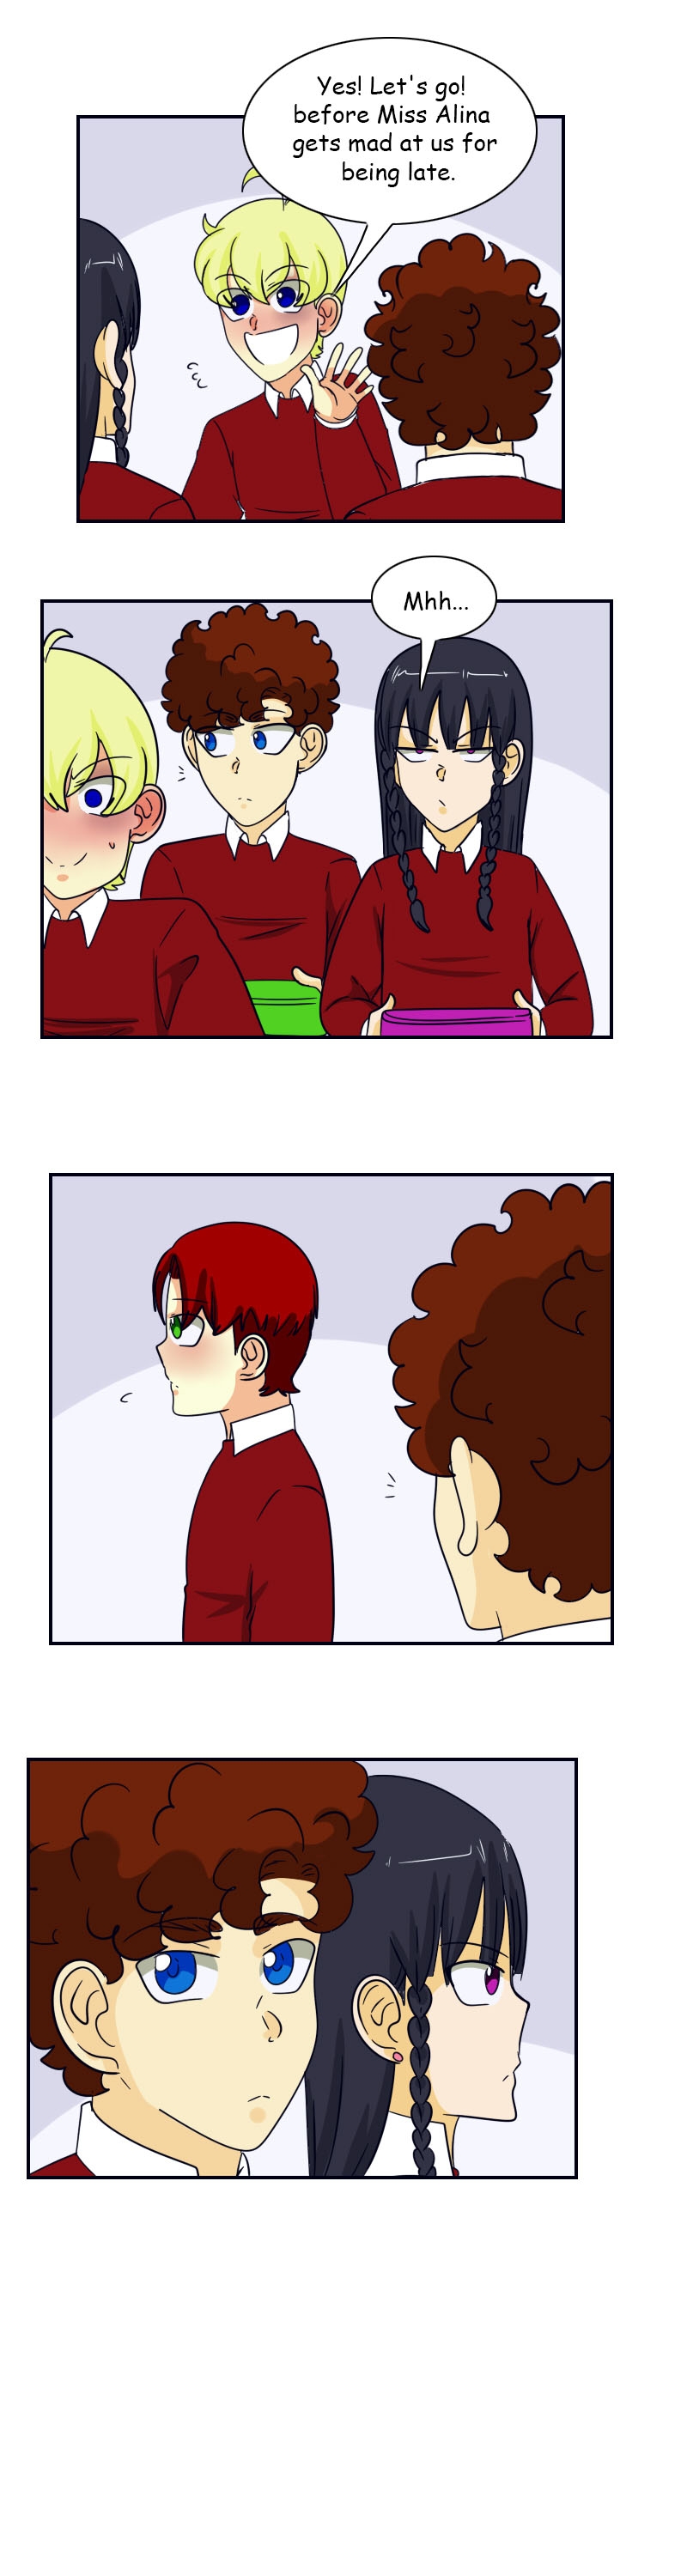 Yes! Let's go!
before Miss Alina
gets mad at us for
being late.
Mhh...